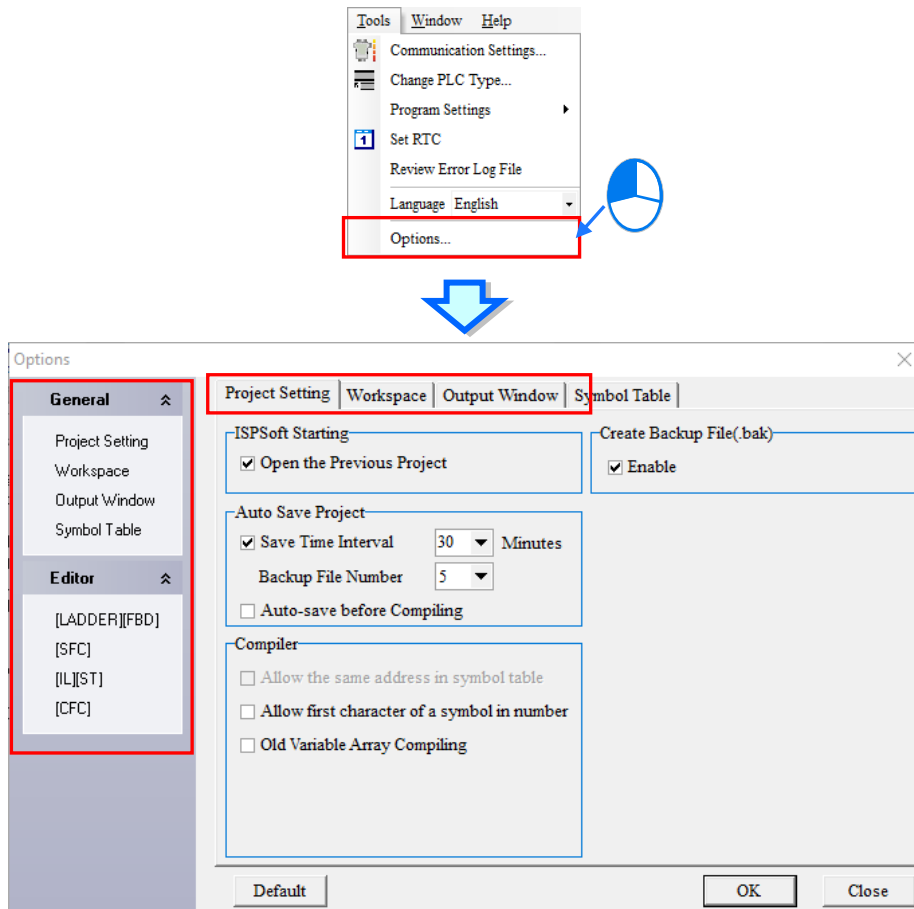 Tools Window Help
Communication Settings...
Change PLC Type...
Program Settings
1 Set RTC
Review Error Log File
Language English
Options...
Options
General
Project Setting
Workspace
Output Window
Symbol Table
Editor
[LADDER][FBD]
[SFC]
[IL][ST]
[CFC]
Project Setting Workspace Output Window Symbol Table
ISPSoft Starting
Open the Previous Project
Create Backup File(.bak)
Enable
Auto Save Project
Save Time Interval 30 Minutes
Backup File Number 5
Auto-save before Compiling
Compiler
Allow the same address in symbol table
Allow first character of a symbol in number
Old Variable Array Compiling
Default OK Close